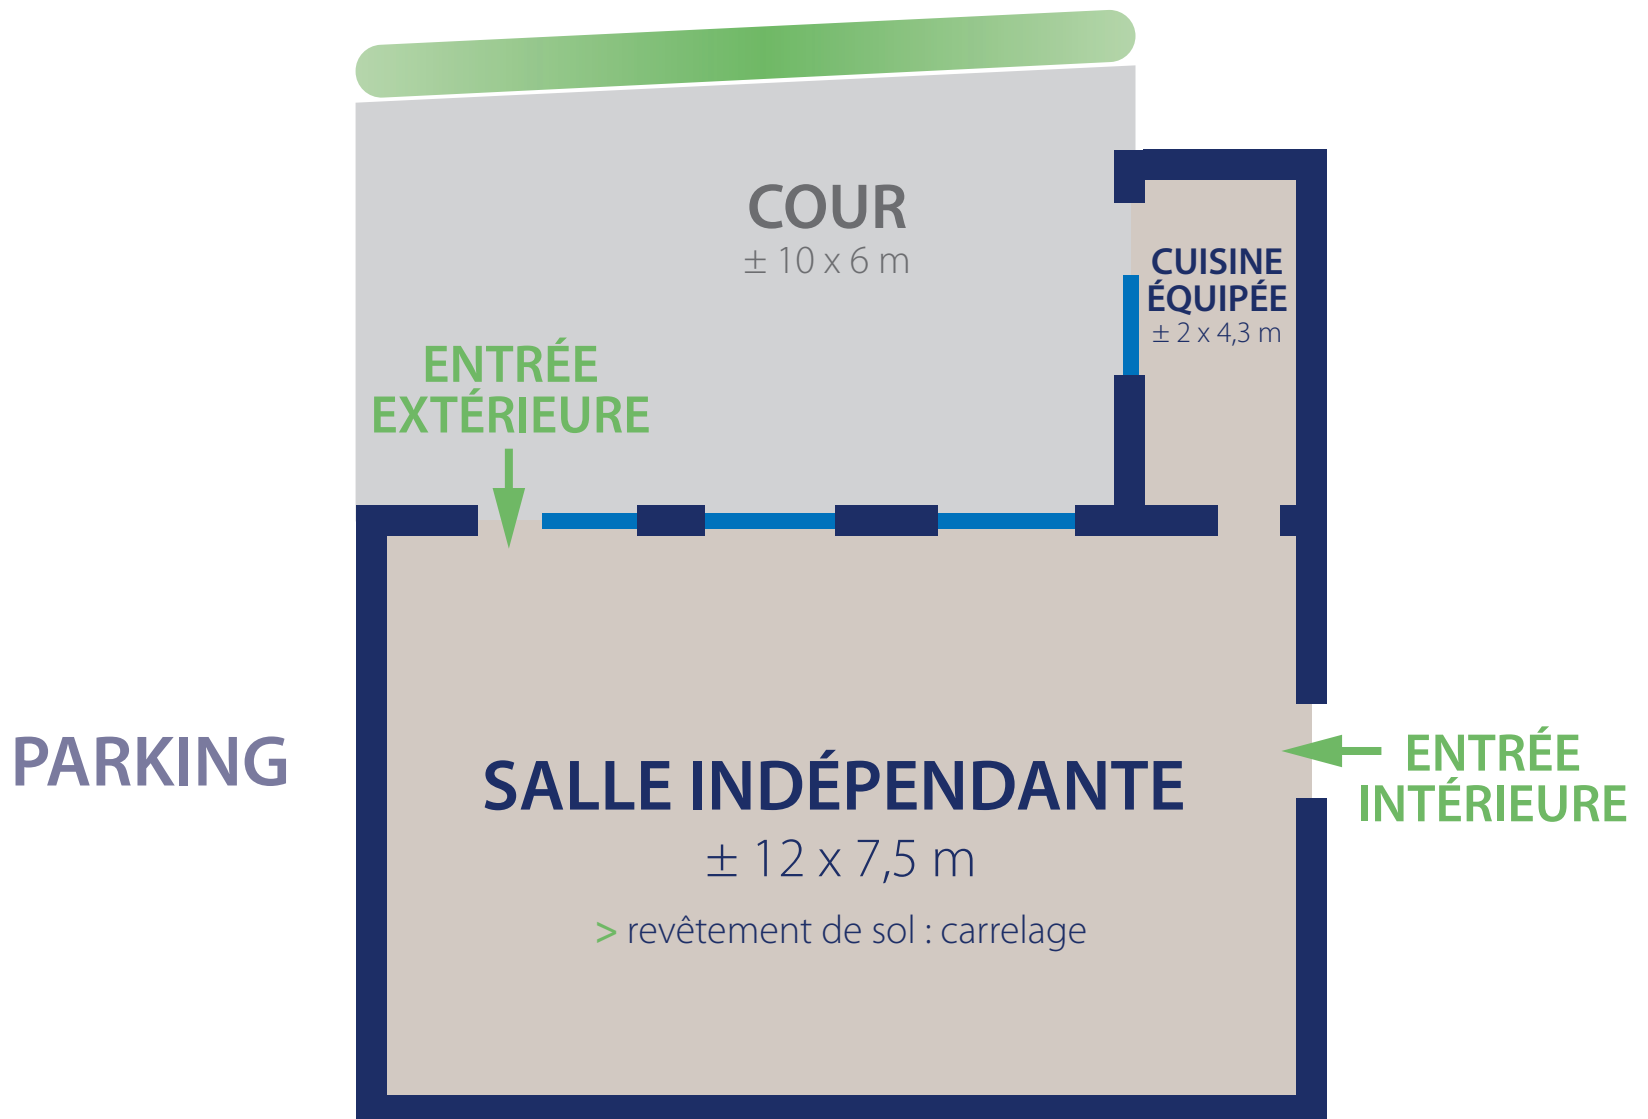 COUR
± 10 x 6 m
CUISINE
ÉQUIPÉE
± 2 x 4,3 m
ENTRÉE
EXTÉRIEURE
PARKING
SALLE INDÉPENDANTE
± 12 x 7,5 m
> revêtement de sol : carrelage
ENTRÉE
INTÉRIEURE